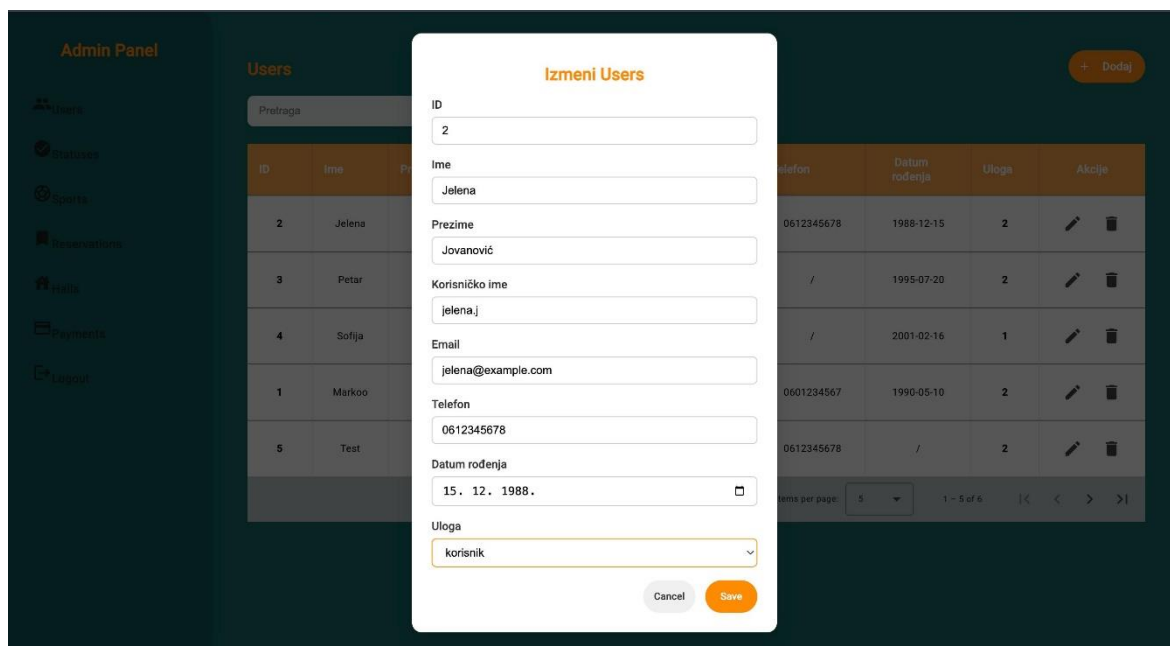 Admin Panel
Users
Statuses
Sports
Reservations
Halls
Payments
Logout
Users
+ Dodaj
Pretraga
ID Ime Datum rođenja Uloga Akcije
2 Jelena 0612345678 1988-12-15 2
3 Petar / 1995-07-20 2
4 Sofija / 2001-02-16 1
1 Markoo 0601234567 1990-05-10 2
5 Test 0612345678 / 2
5 1 – 5 of 6
Izmeni Users
ID
2
Ime
Jelena
Prezime
Jovanović
Korisničko ime
jelena.j
Email
jelena@example.com
Telefon
0612345678
Datum rođenja
15. 12. 1988.
Uloga
korisnik
Cancel Save